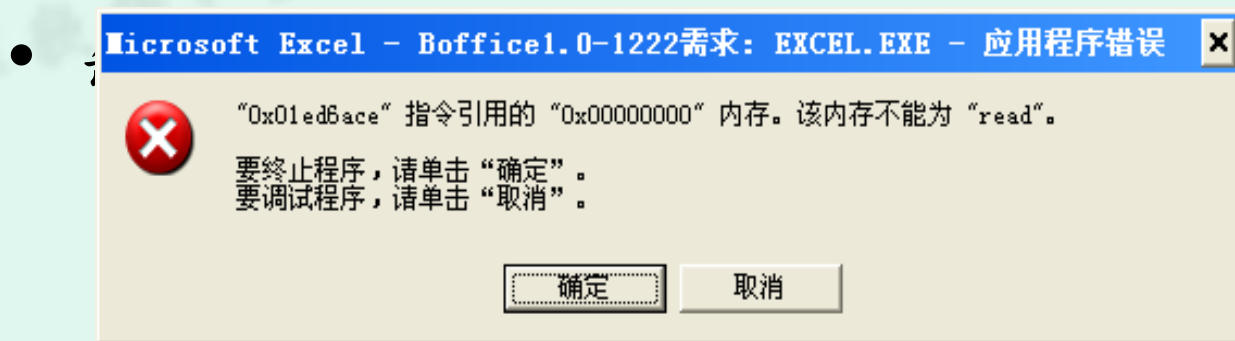 Microsoft Excel - Boffice1.0-1222需求: EXCEL.EXE - 应用程序错误
“0x01ed6ace” 指令引用的 “0x00000000” 内存。该内存不能为 “read”。
要终止程序，请单击“确定”。
要调试程序，请单击“取消”。
确定 取消